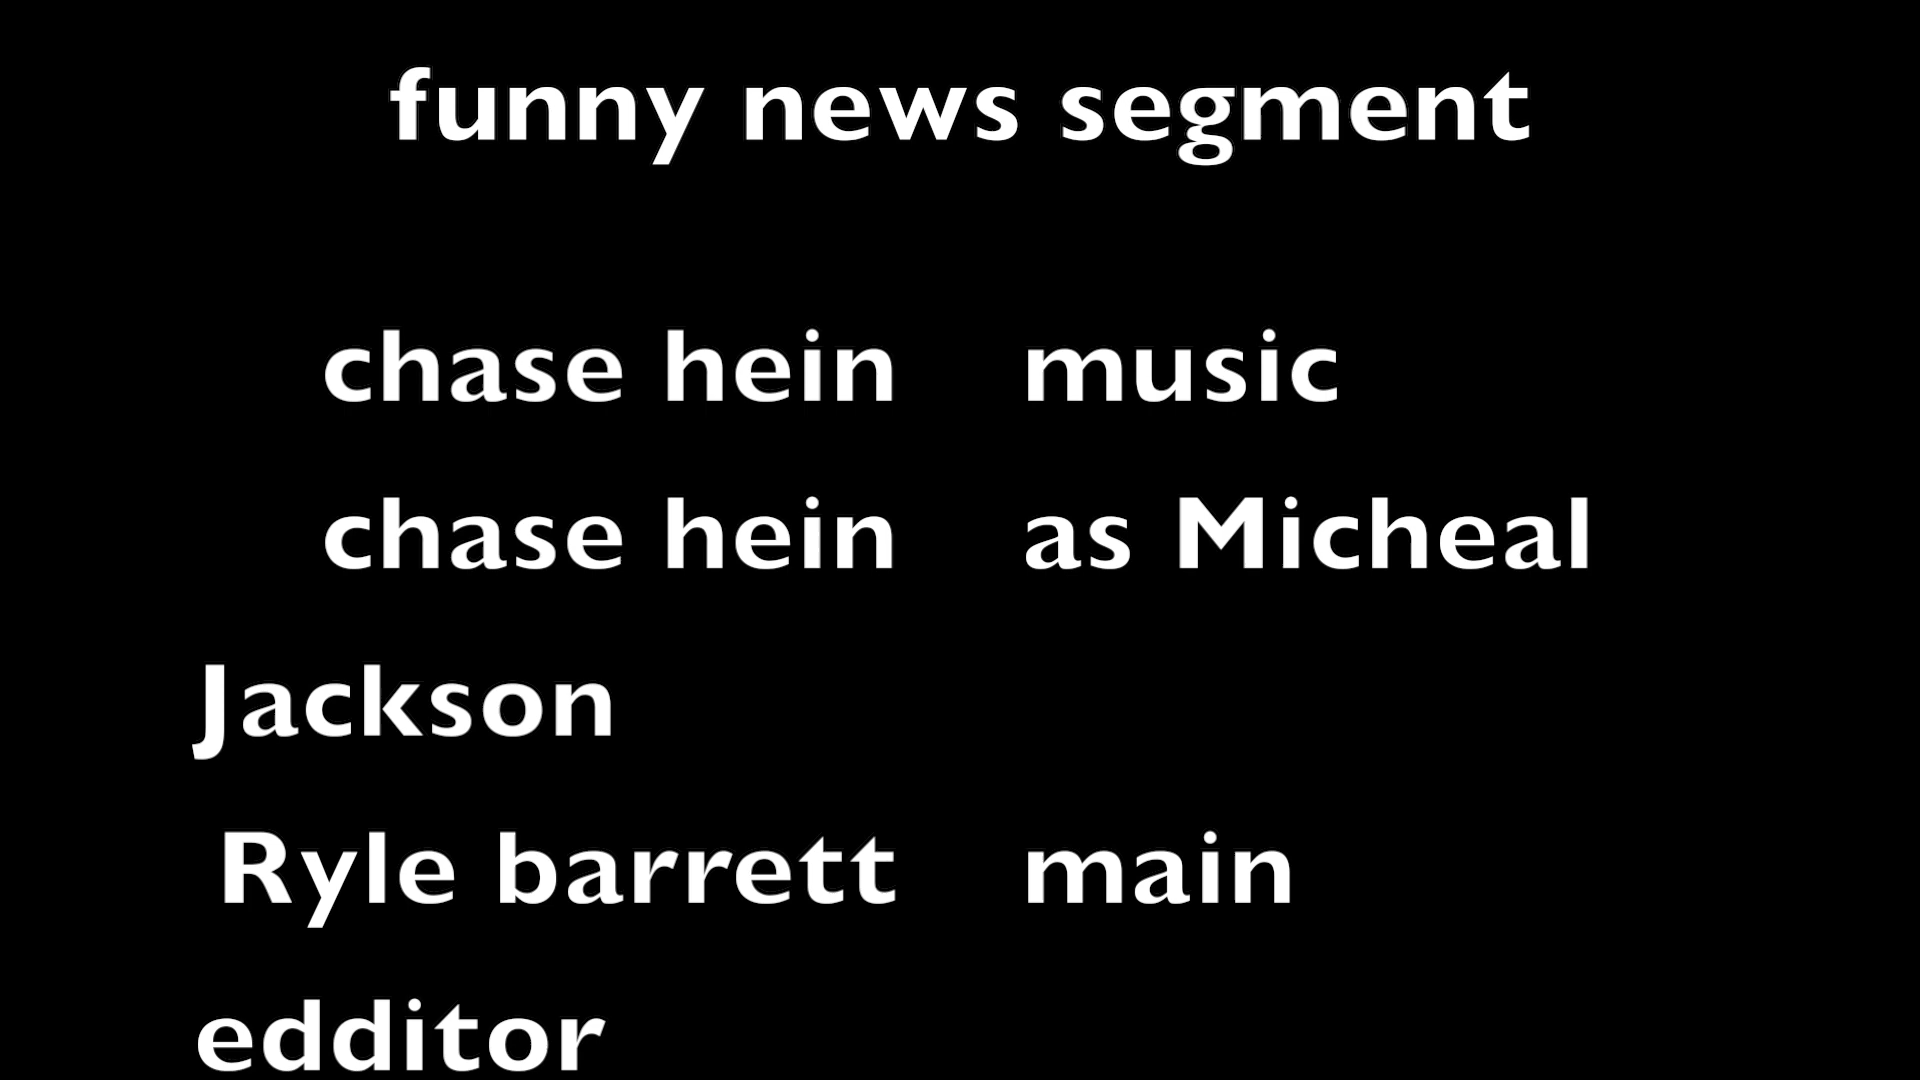 funny news segment
chase hein music
chase hein as Micheal
Jackson
Ryle barrett main
edditor